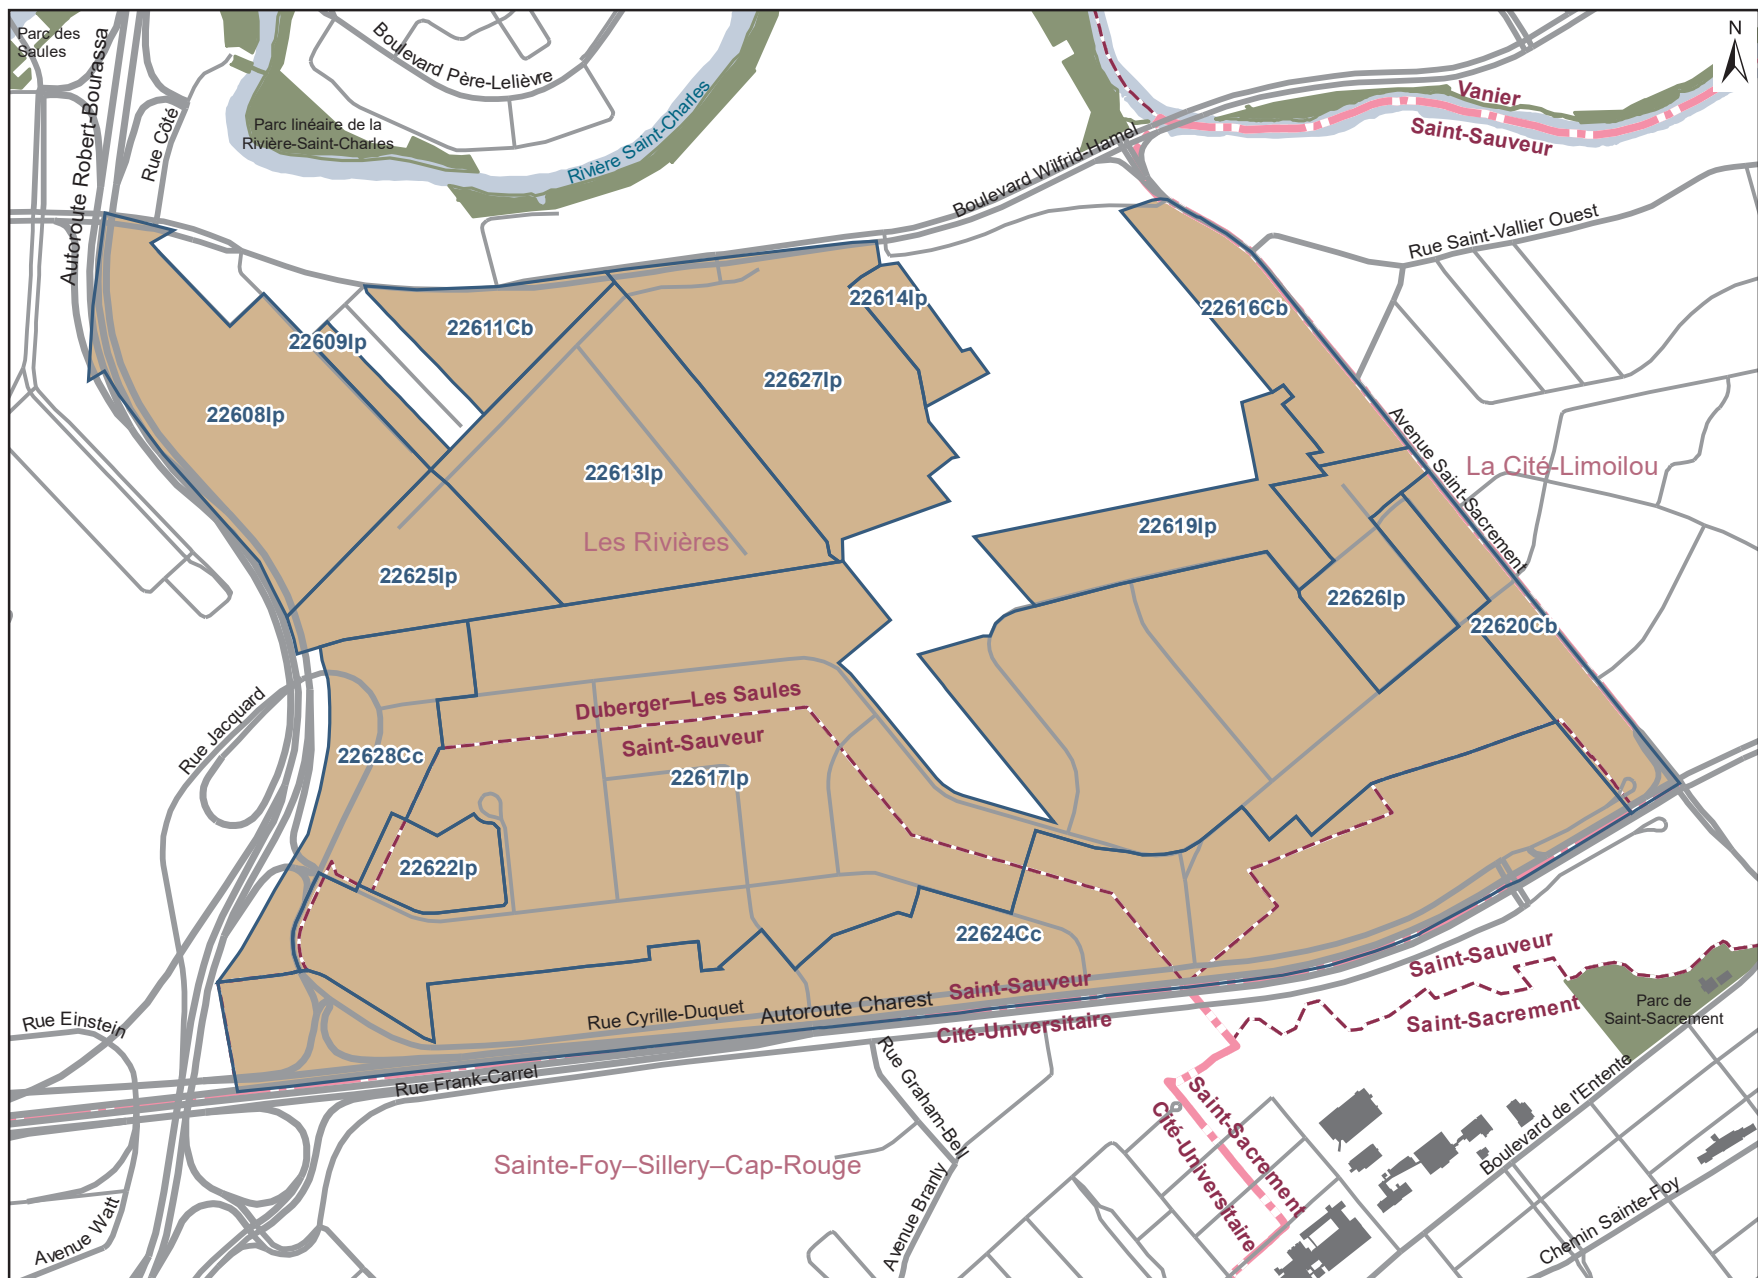 Parc des
Saules
Autoroute Robert-Bourassa
Rue Côté
Boulevard Père-Lelièvre
Parc linéaire de la
Rivière-Saint-Charles
Rivière Saint-Charles
Boulevard Wilfrid-Hamel
Vanier
Saint-Sauveur
N
Rue Saint-Vallier Ouest
22608Ip
22609Ip
22611Cb
22613Ip
22627Ip
22614Ip
22616Cb
Avenue Saint-Sacrement
La Cité-Limoilou
Les Rivières
22619Ip
22625Ip
22626Ip
22620Cb
Rue Jacquard
22628Cc
Duberger—Les Saules
Saint-Sauveur
22617Ip
22622Ip
22624Cc
Saint-Sauveur
Rue Cyrille-Duquet
Autoroute Charest
Cité-Universitaire
Saint-Sauveur
Saint-Sacrement
Parc de
Saint-Sacrement
Rue Einstein
Rue Frank-Carrel
Rue Graham-Bell
Avenue Branly
Sainte-Foy–Sillery–Cap-Rouge
Saint-Sacrement
Cité-Universitaire
Boulevard de l'Entente
Chemin Sainte-Foy
Avenue Watt